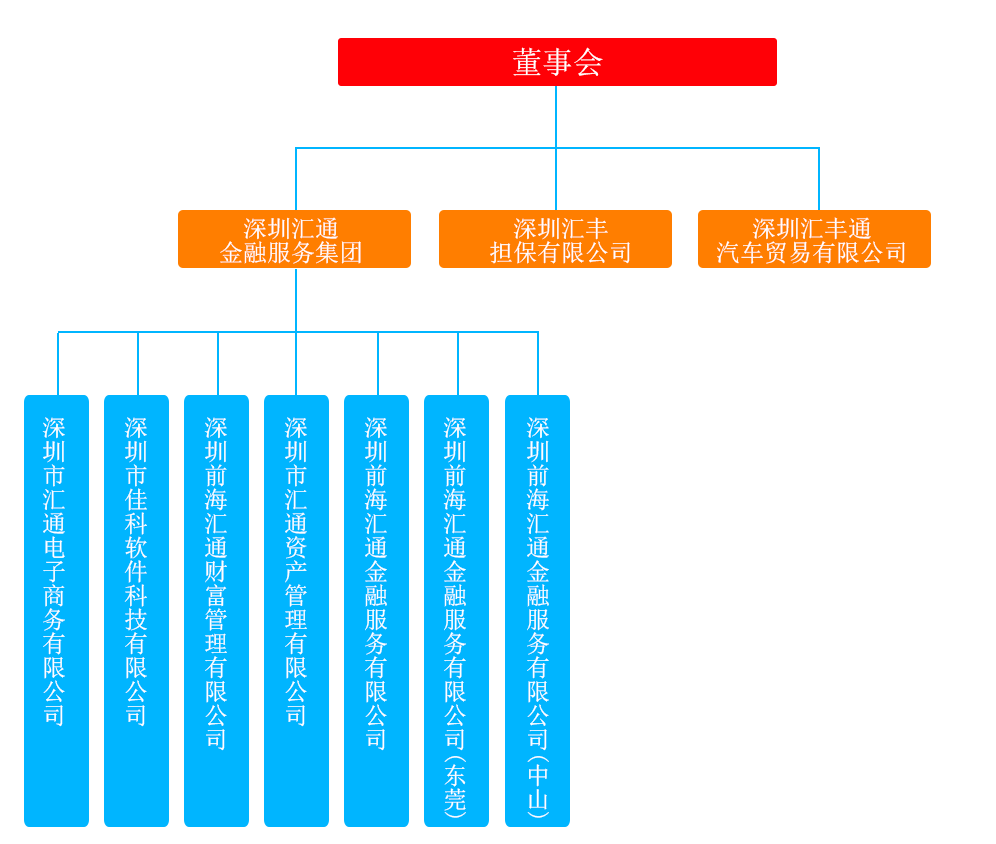 董事会
深圳汇通
金融服务集团
深圳汇丰
担保有限公司
深圳汇丰通
汽车贸易有限公司
深圳市汇通电子商务有限公司
深圳市佳科软件科技有限公司
深圳前海汇通财富管理有限公司
深圳市汇通资产管理有限公司
深圳前海汇通金融服务有限公司
深圳前海汇通金融服务有限公司(东莞)
深圳前海汇通金融服务有限公司(中山)